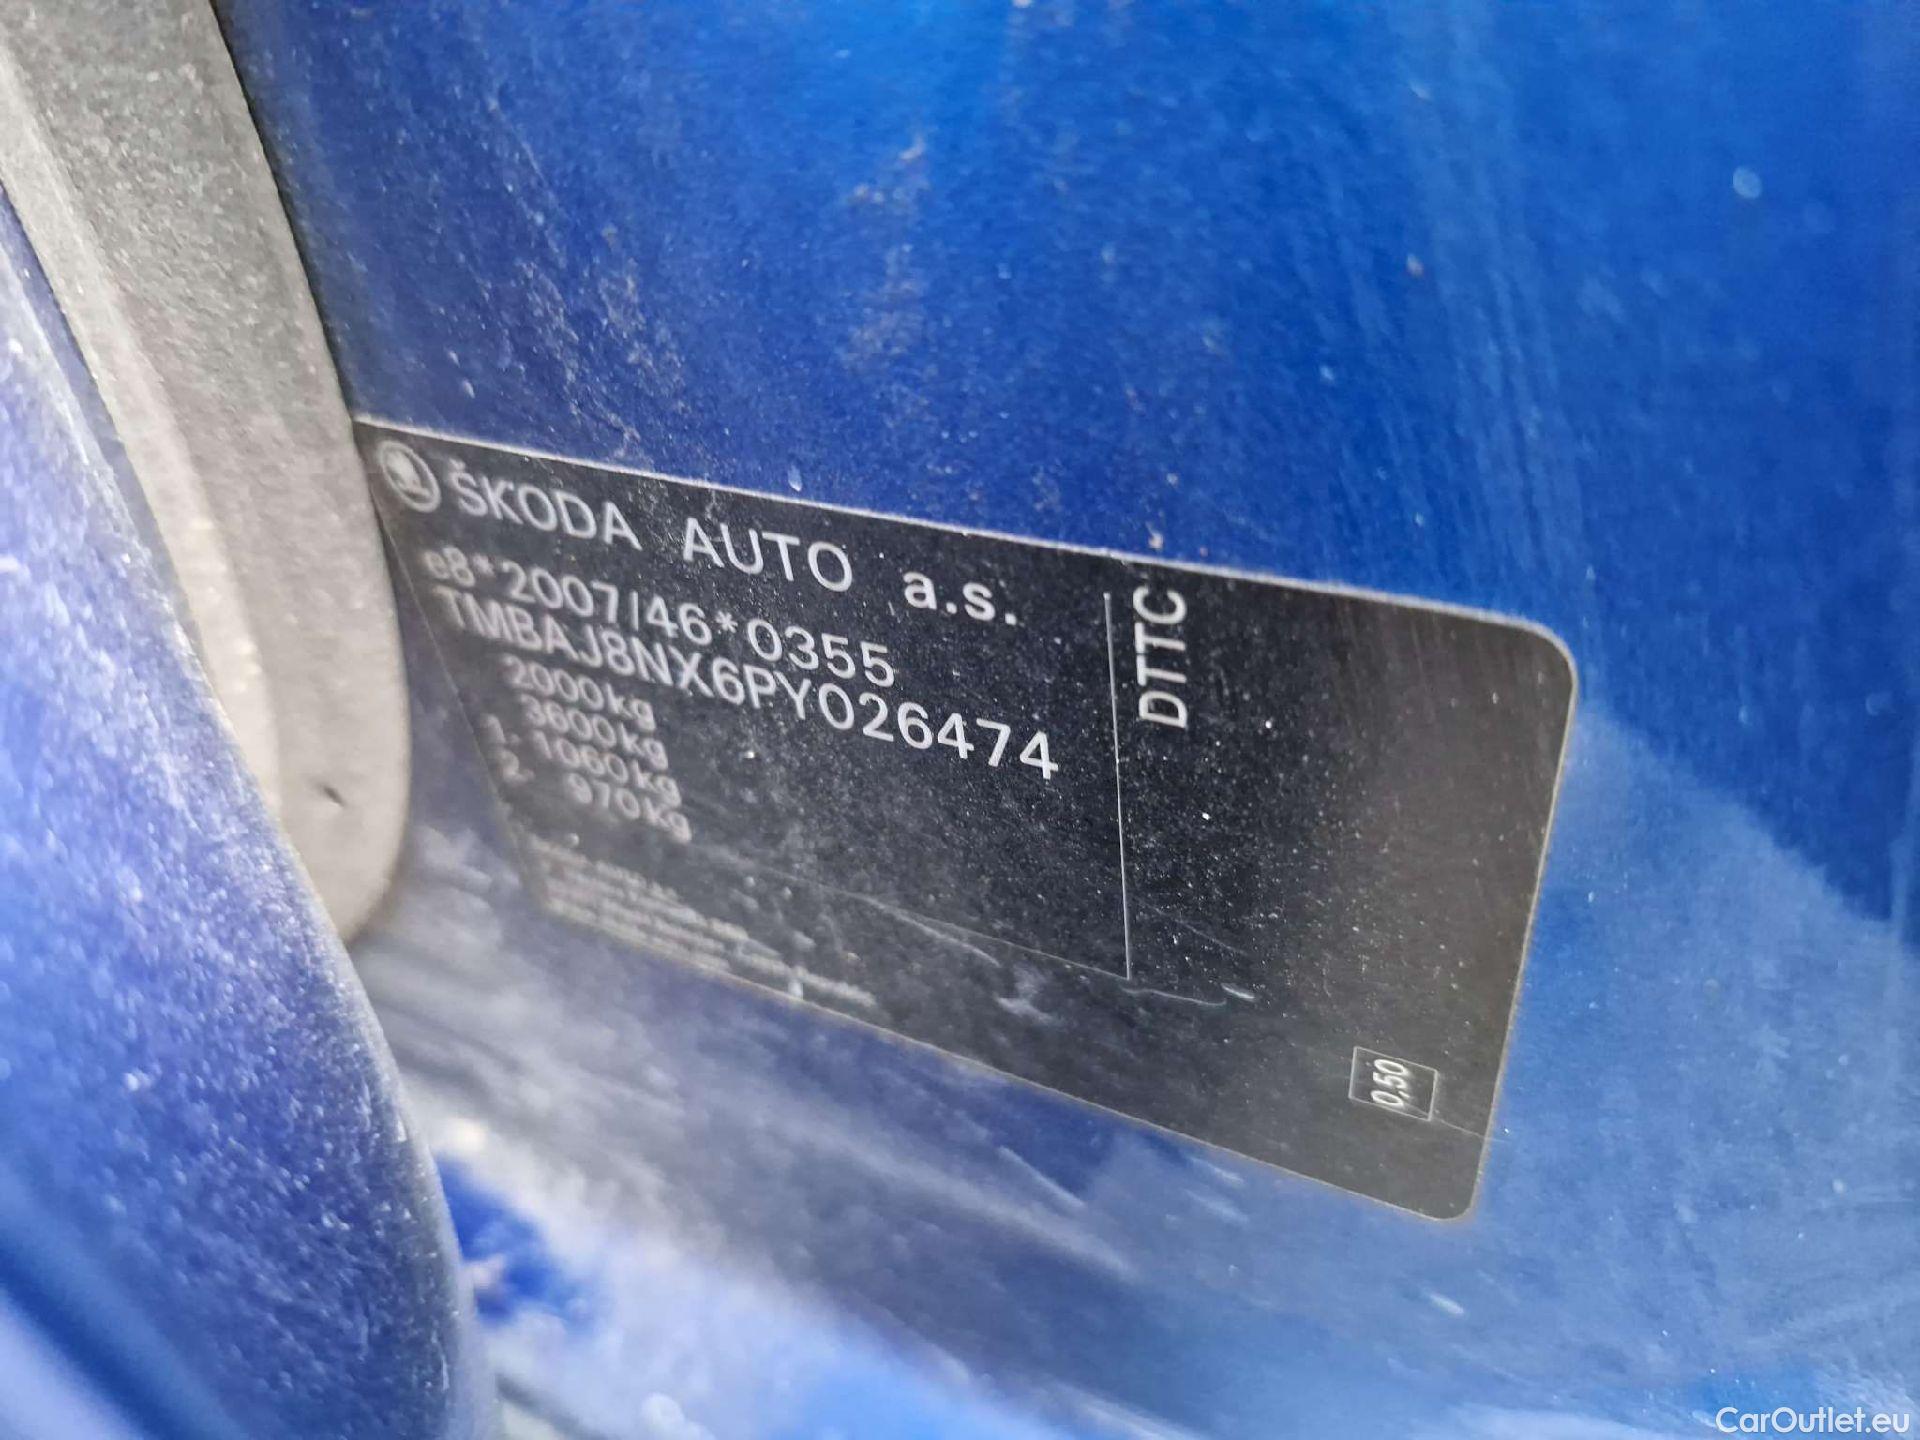 ŠKODA AUTO a.s.
e8*2007/46*0355
TMBAJ8NX6PY026474
2000kg
3600kg
1- 1060kg
2- 970kg
DTTC
0,50
CarOutlet.eu